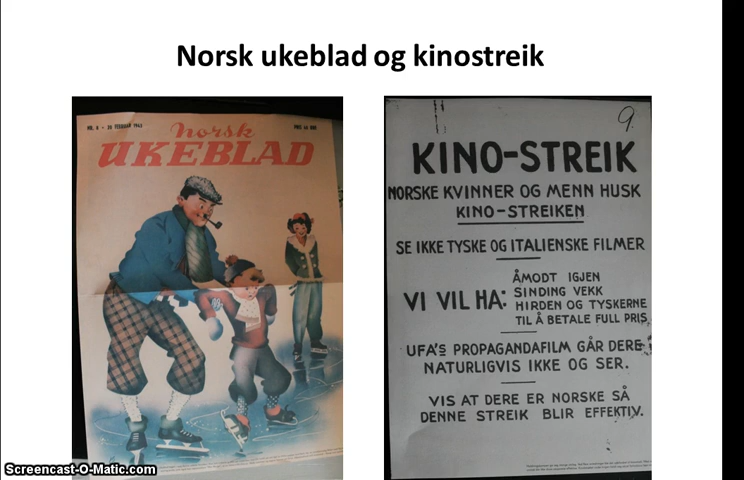 Norsk ukeblad og kinostreik
norsk
UKEBLAD
9.
KINO-STREIK
NORSKE KVINNER OG MENN HUSK
KINO-STREIKEN
SE IKKE TYSKE OG ITALIENSKE FILMER
VI VIL HA:
ÅMODT IGJEN
SINDING VEKK
HIRDEN OG TYSKERNE
TIL Å BETALE FULL PRIS
UFA's PROPAGANDAFILM GÅR DERE
NATURLIGVIS IKKE OG SER.
VIS AT DERE ER NORSKE SÅ
DENNE STREIK BLIR EFFEKTIV.
Screencast-O-Matic.com